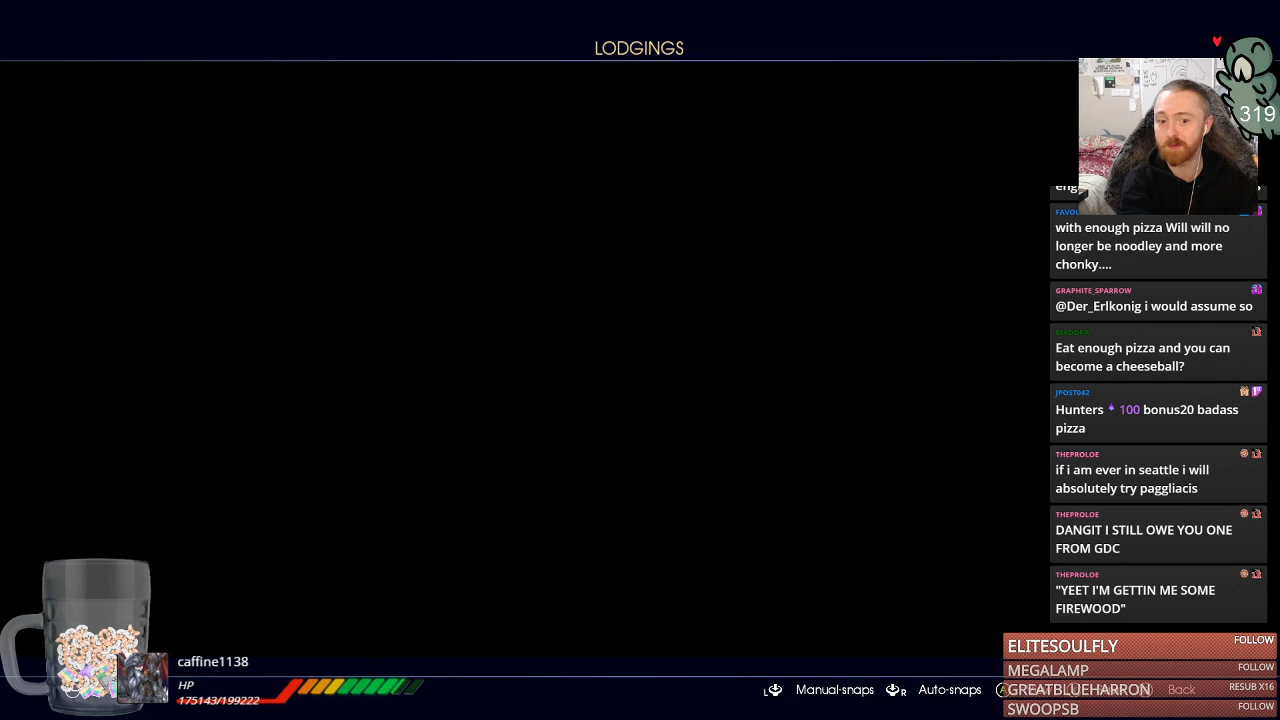 LODGINGS
319
FAVOU
with enough pizza Will will no
longer be noodley and more
chonky....
GRAPHITE_SPARROW
@Der_Erlkonig i would assume so
Eat enough pizza and you can
become a cheeseball?
JPOST042
Hunters 100 bonus20 badass
pizza
THEPROLOE
if i am ever in seattle i will
absolutely try paggliacis
THEPROLOE
DANGIT I STILL OWE YOU ONE
FROM GDC
THEPROLOE
"YEET I'M GETTIN ME SOME
FIREWOOD"
ELITESOULFLY FOLLOW
MEGALAMP FOLLOW
GREATBLUEHARRON RESUB X16
SWOOPSB FOLLOW
caffine1138
HP
175143/199222
L Manual-snaps R Auto-snaps A Back